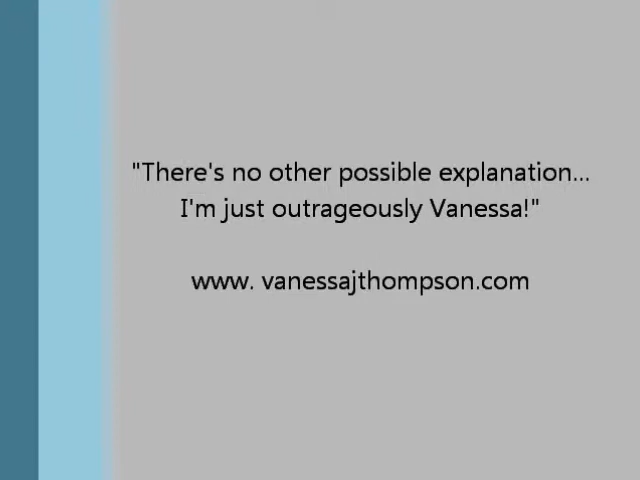 "There's no other possible explanation...
I'm just outrageously Vanessa!"
www. vanessajthompson.com